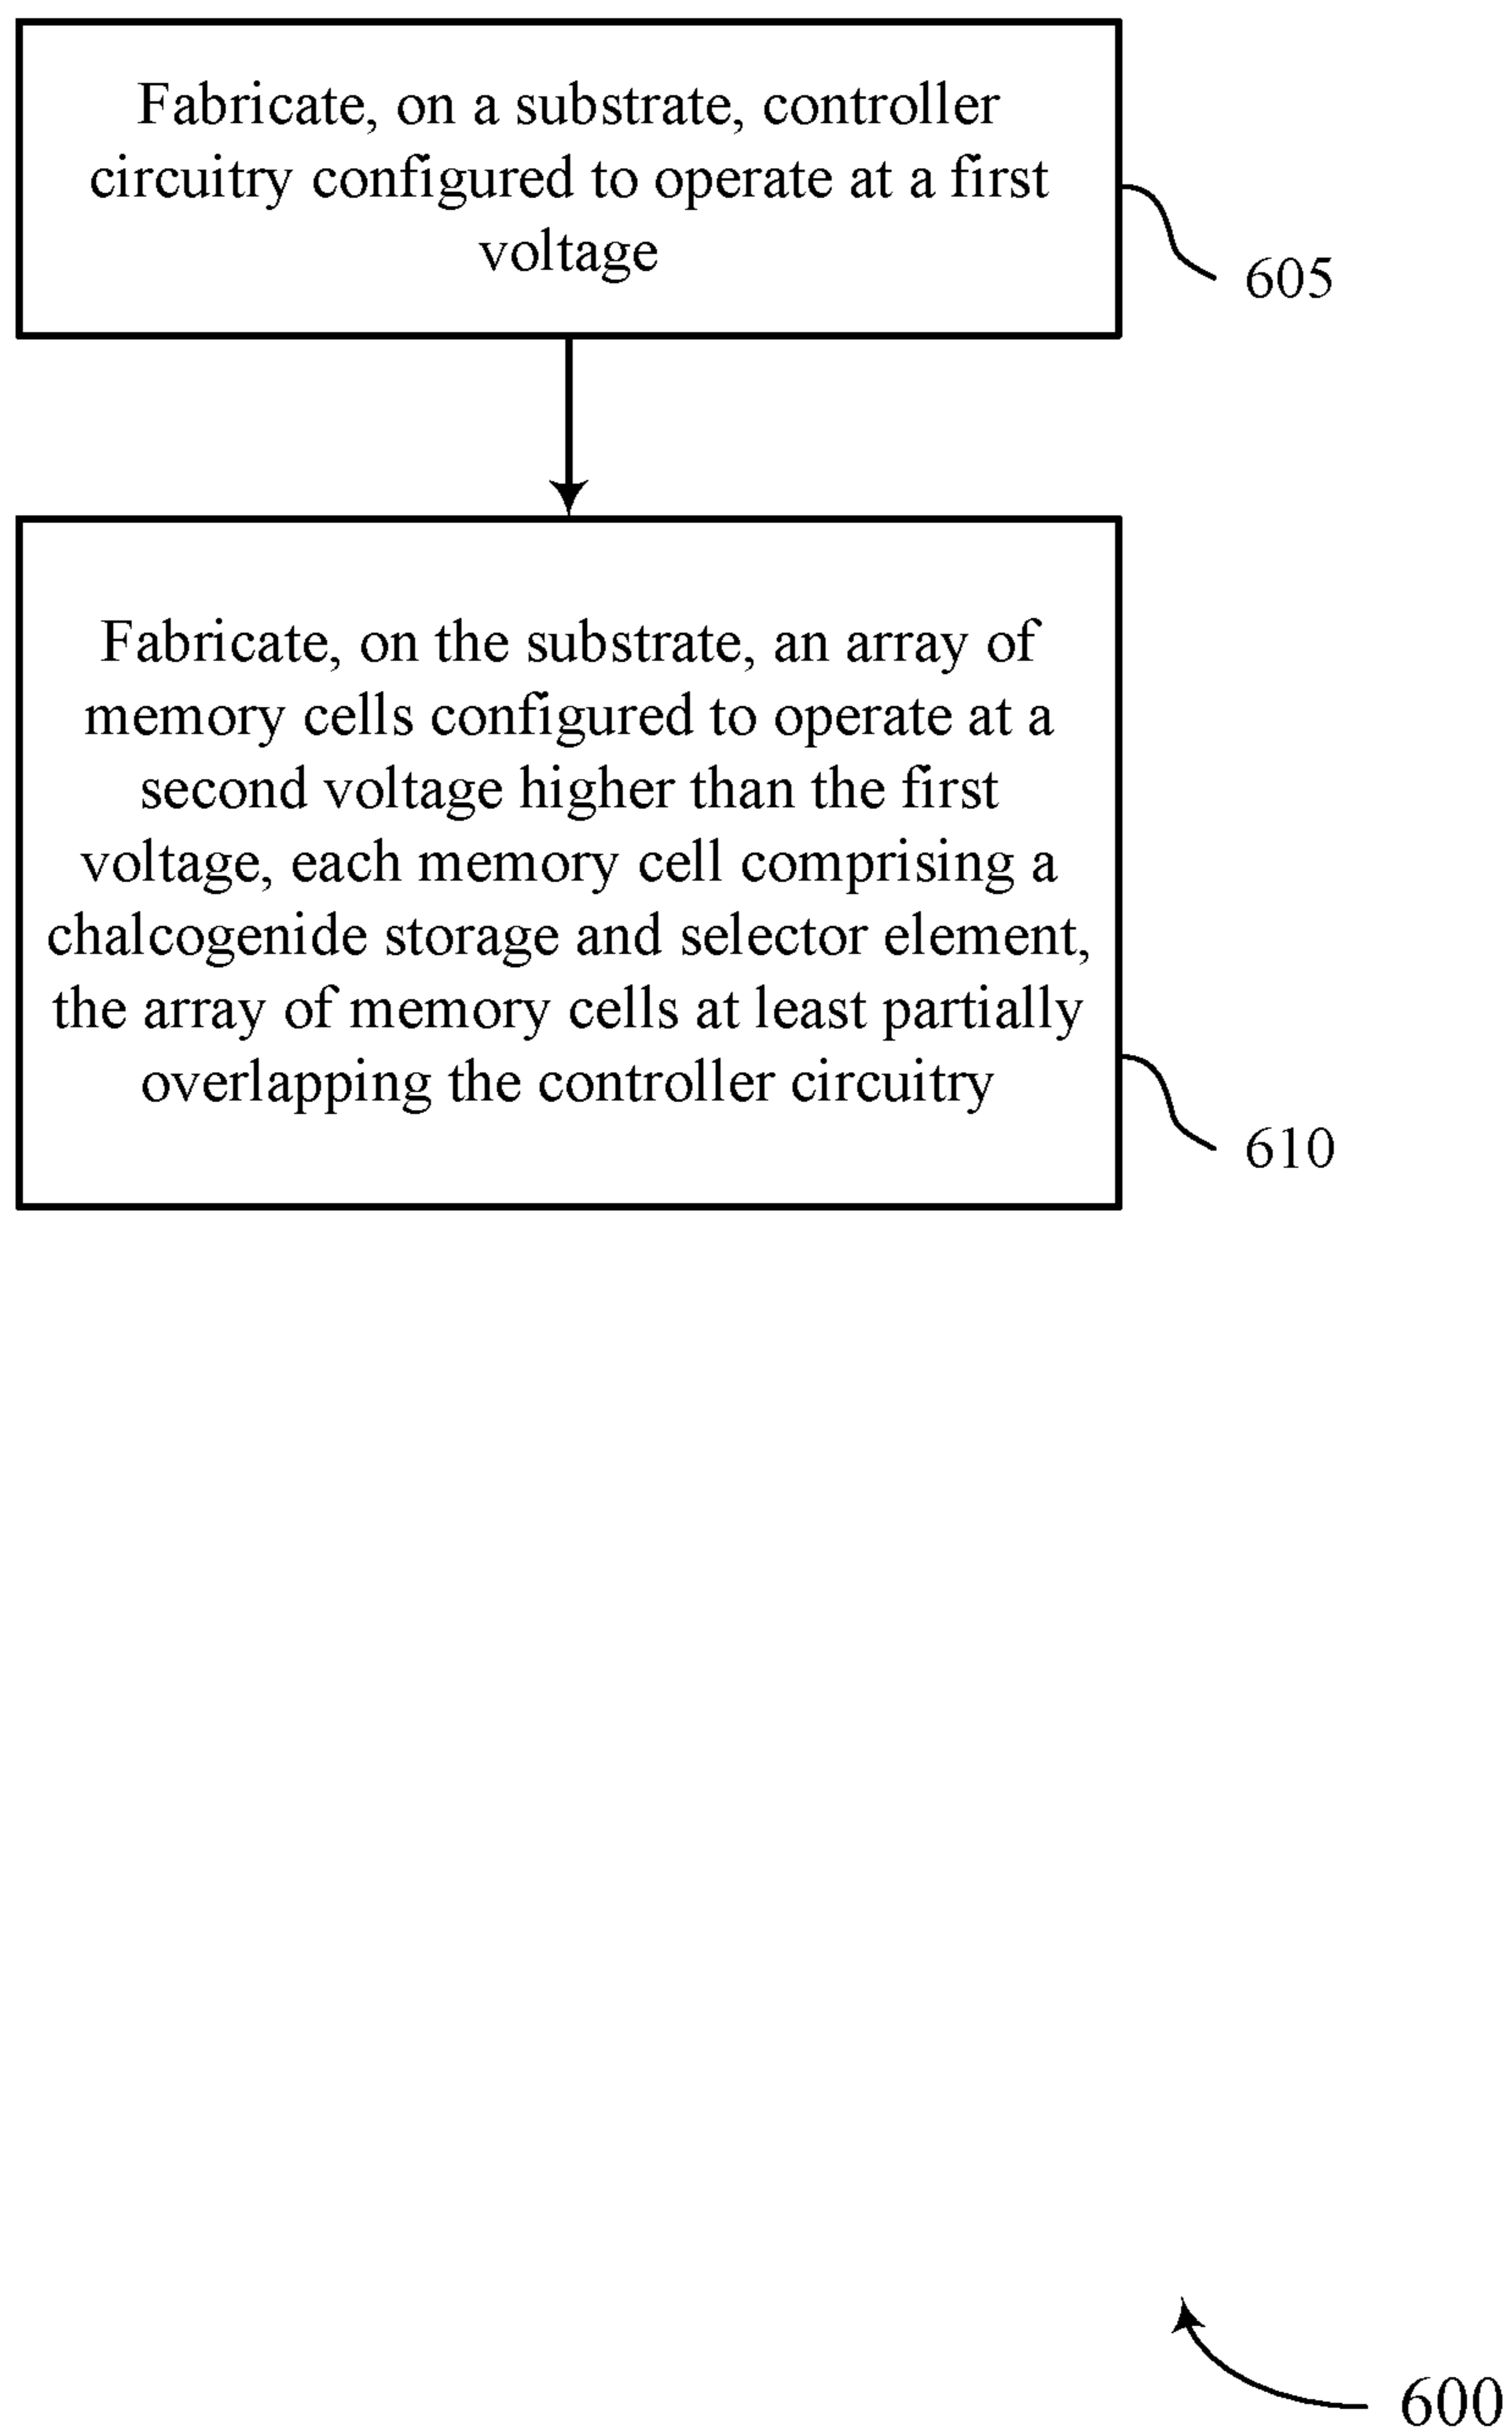 Fabricate, on a substrate, controller
circuitry configured to operate at a first
voltage
605
Fabricate, on the substrate, an array of
memory cells configured to operate at a
second voltage higher than the first
voltage, each memory cell comprising a
chalcogenide storage and selector element,
the array of memory cells at least partially
overlapping the controller circuitry
610
600